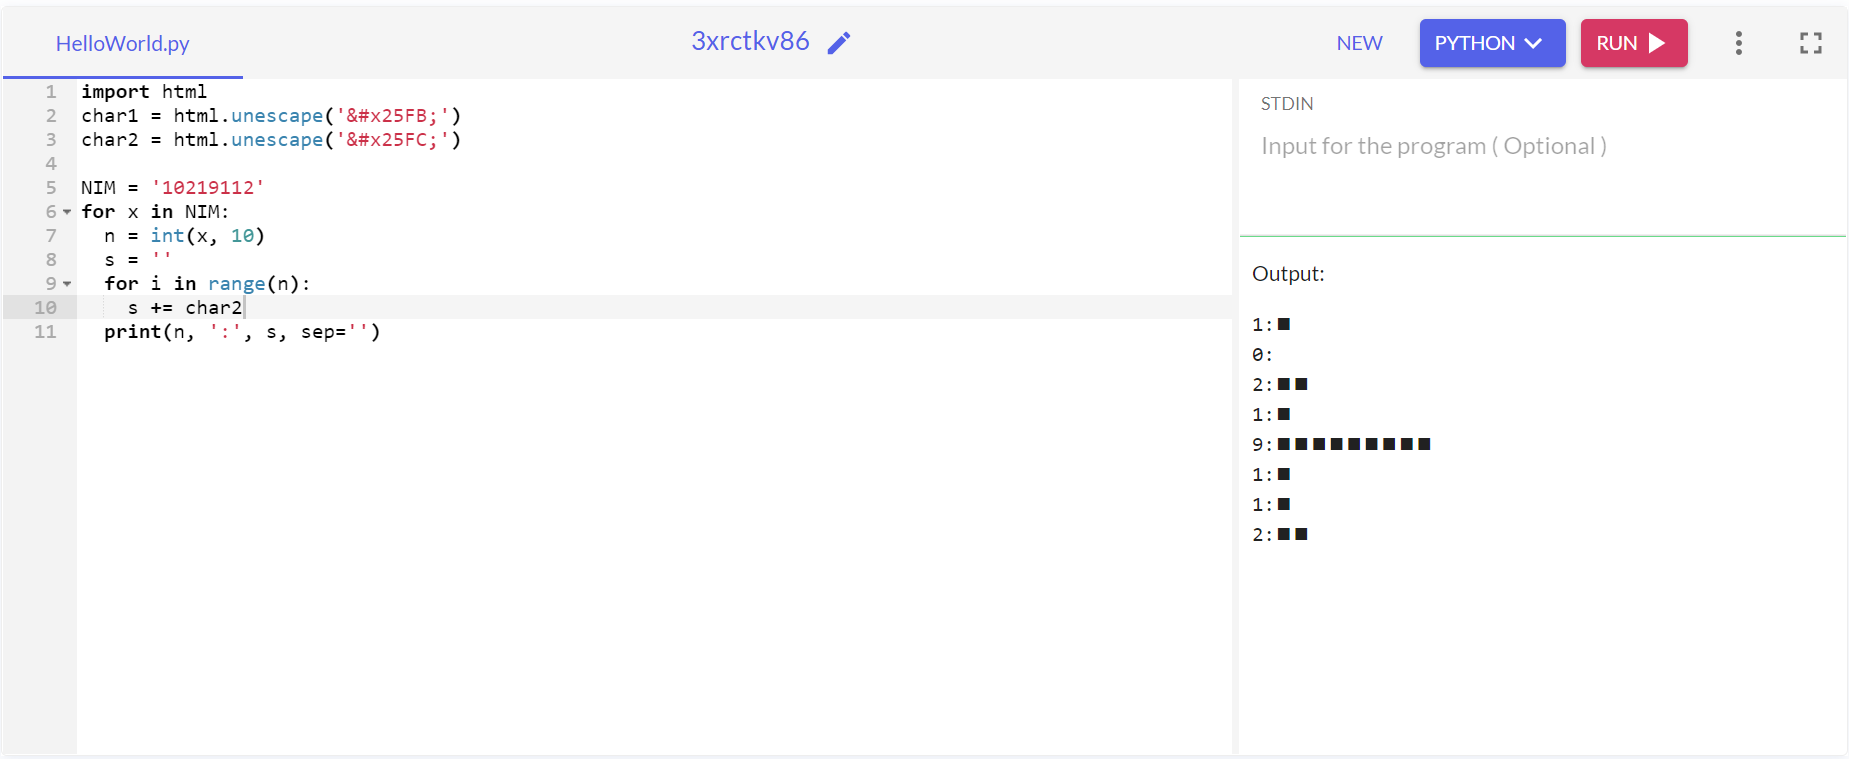 HelloWorld.py
3xrctkv86
NEW
PYTHON
RUN
1 import html
2 char1 = html.unescape('&#x25FB;')
3 char2 = html.unescape('&#x25FC;')
4
5 NIM = '10219112'
6 for x in NIM:
7   n = int(x, 10)
8   s = ''
9   for i in range(n):
10     s += char2
11   print(n, ':', s, sep='')
STDIN
Input for the program ( Optional )
Output:
1:◼
0:
2:◼◼
1:◼
9:◼◼◼◼◼◼◼◼◼
1:◼
1:◼
2:◼◼